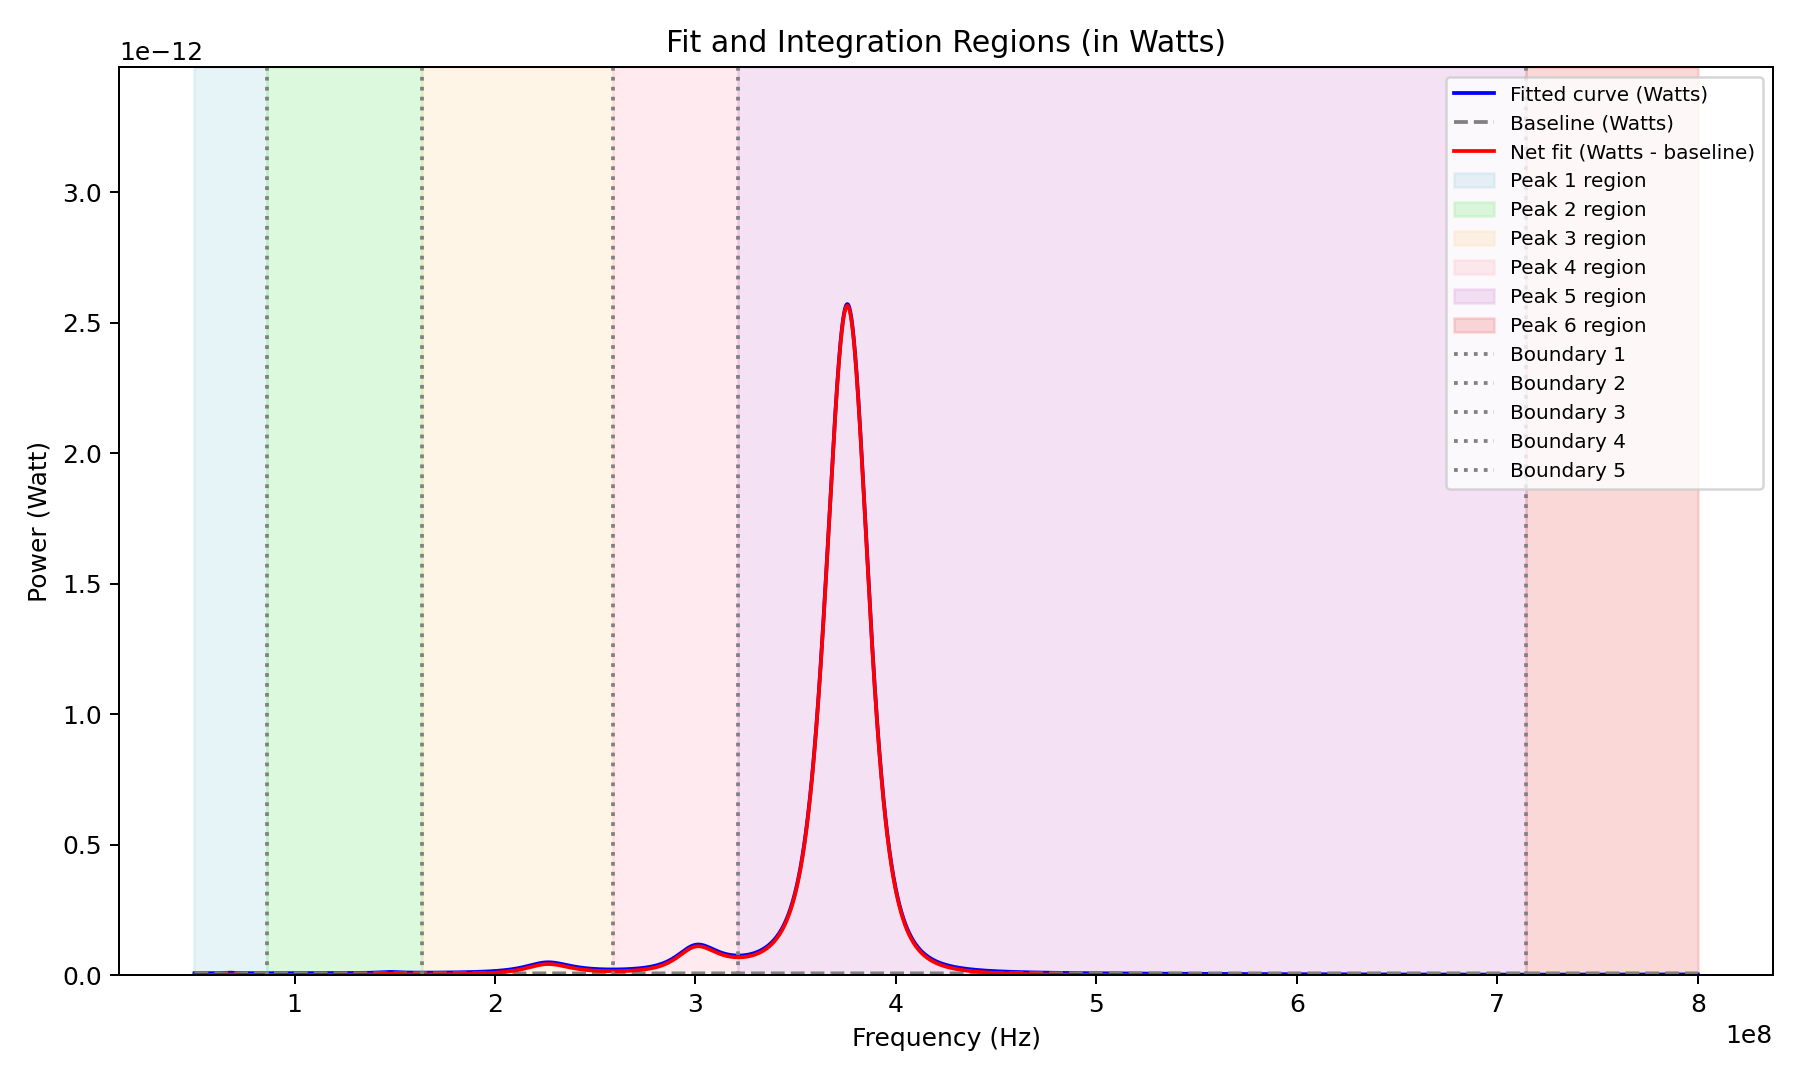 Fit and Integration Regions (in Watts)
1e−12
Power (Watt)
3.0
2.5
2.0
1.5
1.0
0.5
0.0
Fitted curve (Watts)
Baseline (Watts)
Net fit (Watts - baseline)
Peak 1 region
Peak 2 region
Peak 3 region
Peak 4 region
Peak 5 region
Peak 6 region
Boundary 1
Boundary 2
Boundary 3
Boundary 4
Boundary 5
1 2 3 4 5 6 7 8
Frequency (Hz)
1e8